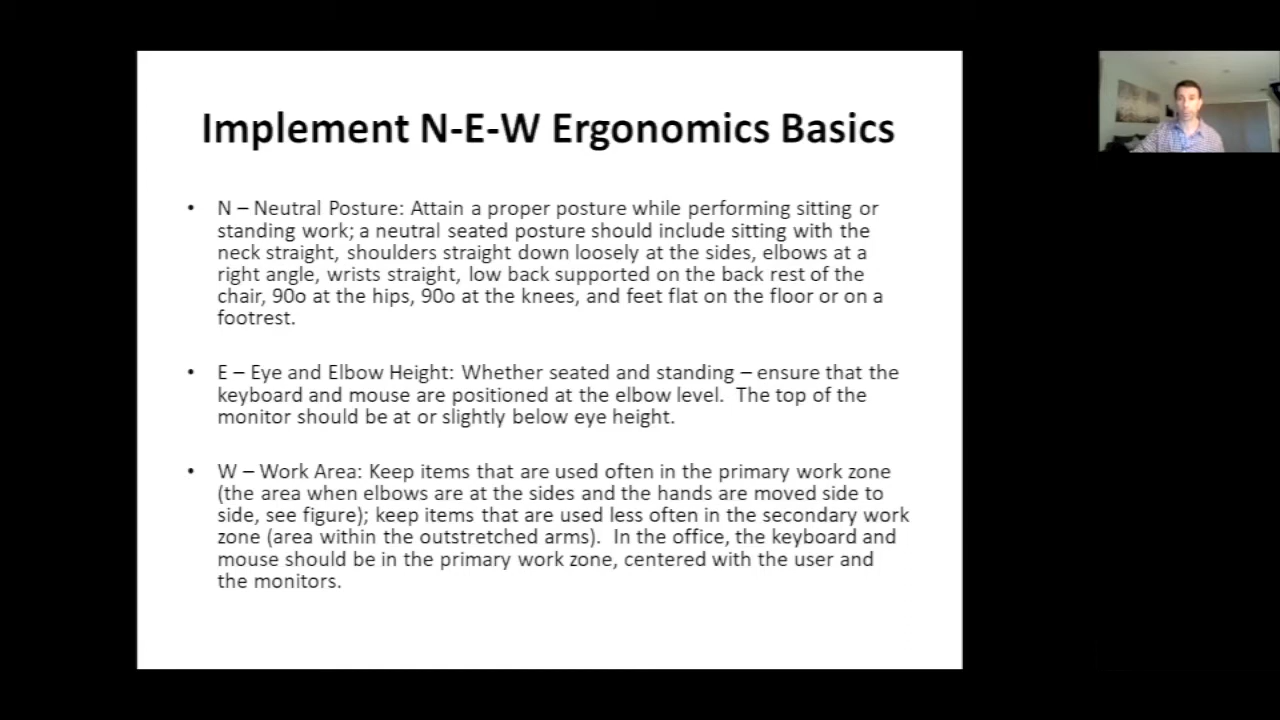 Implement N-E-W Ergonomics Basics
• N – Neutral Posture: Attain a proper posture while performing sitting or
standing work; a neutral seated posture should include sitting with the
neck straight, shoulders straight down loosely at the sides, elbows at a
right angle, wrists straight, low back supported on the back rest of the
chair, 90o at the hips, 90o at the knees, and feet flat on the floor or on a
footrest.
• E – Eye and Elbow Height: Whether seated and standing – ensure that the
keyboard and mouse are positioned at the elbow level.  The top of the
monitor should be at or slightly below eye height.
• W – Work Area: Keep items that are used often in the primary work zone
(the area when elbows are at the sides and the hands are moved side to
side, see figure); keep items that are used less often in the secondary work
zone (area within the outstretched arms).  In the office, the keyboard and
mouse should be in the primary work zone, centered with the user and
the monitors.